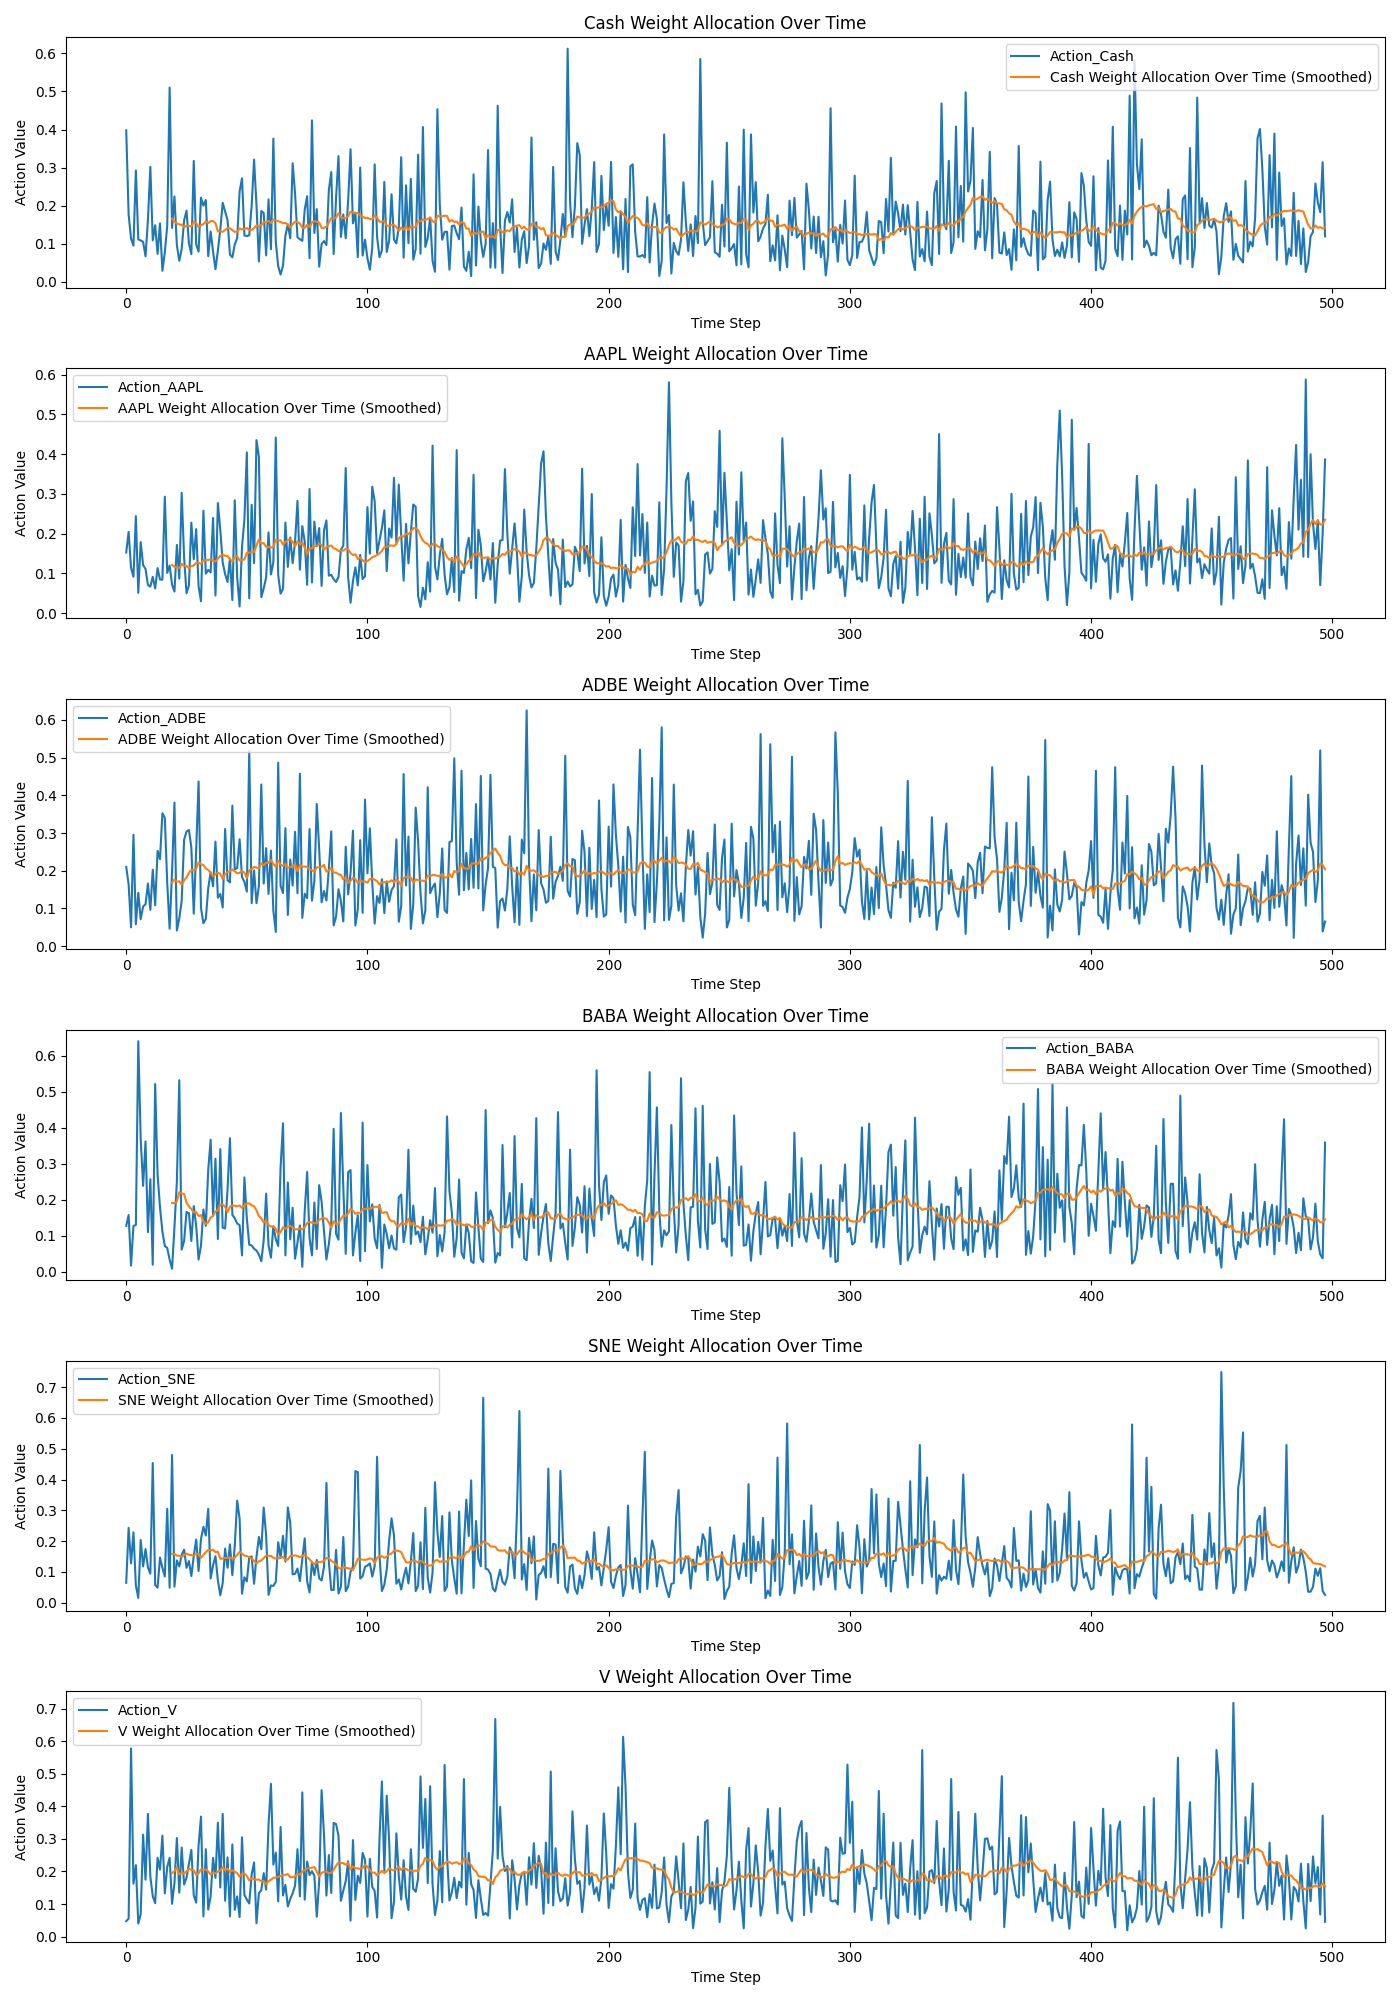 Cash Weight Allocation Over Time
Action_Cash
Cash Weight Allocation Over Time (Smoothed)
Action Value
0.6
0.5
0.4
0.3
0.2
0.1
0.0
0 100 200 300 400 500
Time Step
AAPL Weight Allocation Over Time
Action_AAPL
AAPL Weight Allocation Over Time (Smoothed)
Action Value
0.6
0.5
0.4
0.3
0.2
0.1
0.0
0 100 200 300 400 500
Time Step
ADBE Weight Allocation Over Time
Action_ADBE
ADBE Weight Allocation Over Time (Smoothed)
Action Value
0.6
0.5
0.4
0.3
0.2
0.1
0.0
0 100 200 300 400 500
Time Step
BABA Weight Allocation Over Time
Action_BABA
BABA Weight Allocation Over Time (Smoothed)
Action Value
0.6
0.5
0.4
0.3
0.2
0.1
0.0
0 100 200 300 400 500
Time Step
SNE Weight Allocation Over Time
Action_SNE
SNE Weight Allocation Over Time (Smoothed)
Action Value
0.7
0.6
0.5
0.4
0.3
0.2
0.1
0.0
0 100 200 300 400 500
Time Step
V Weight Allocation Over Time
Action_V
V Weight Allocation Over Time (Smoothed)
Action Value
0.7
0.6
0.5
0.4
0.3
0.2
0.1
0.0
0 100 200 300 400 500
Time Step